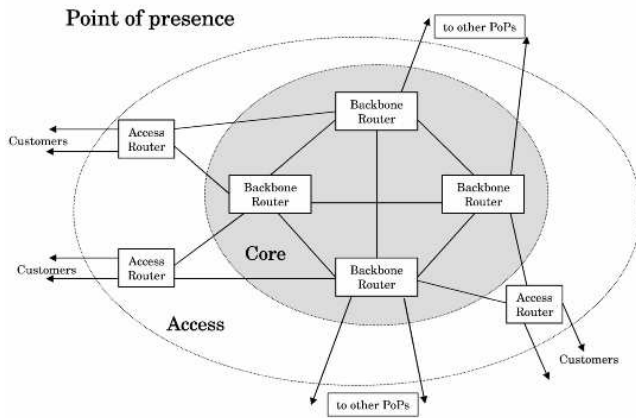 Point of presence
to other PoPs
Backbone
Router
Customers
Access
Router
Backbone
Router
Backbone
Router
Customers
Access
Router
Core
Backbone
Router
Access
Access
Router
Customers
to other PoPs